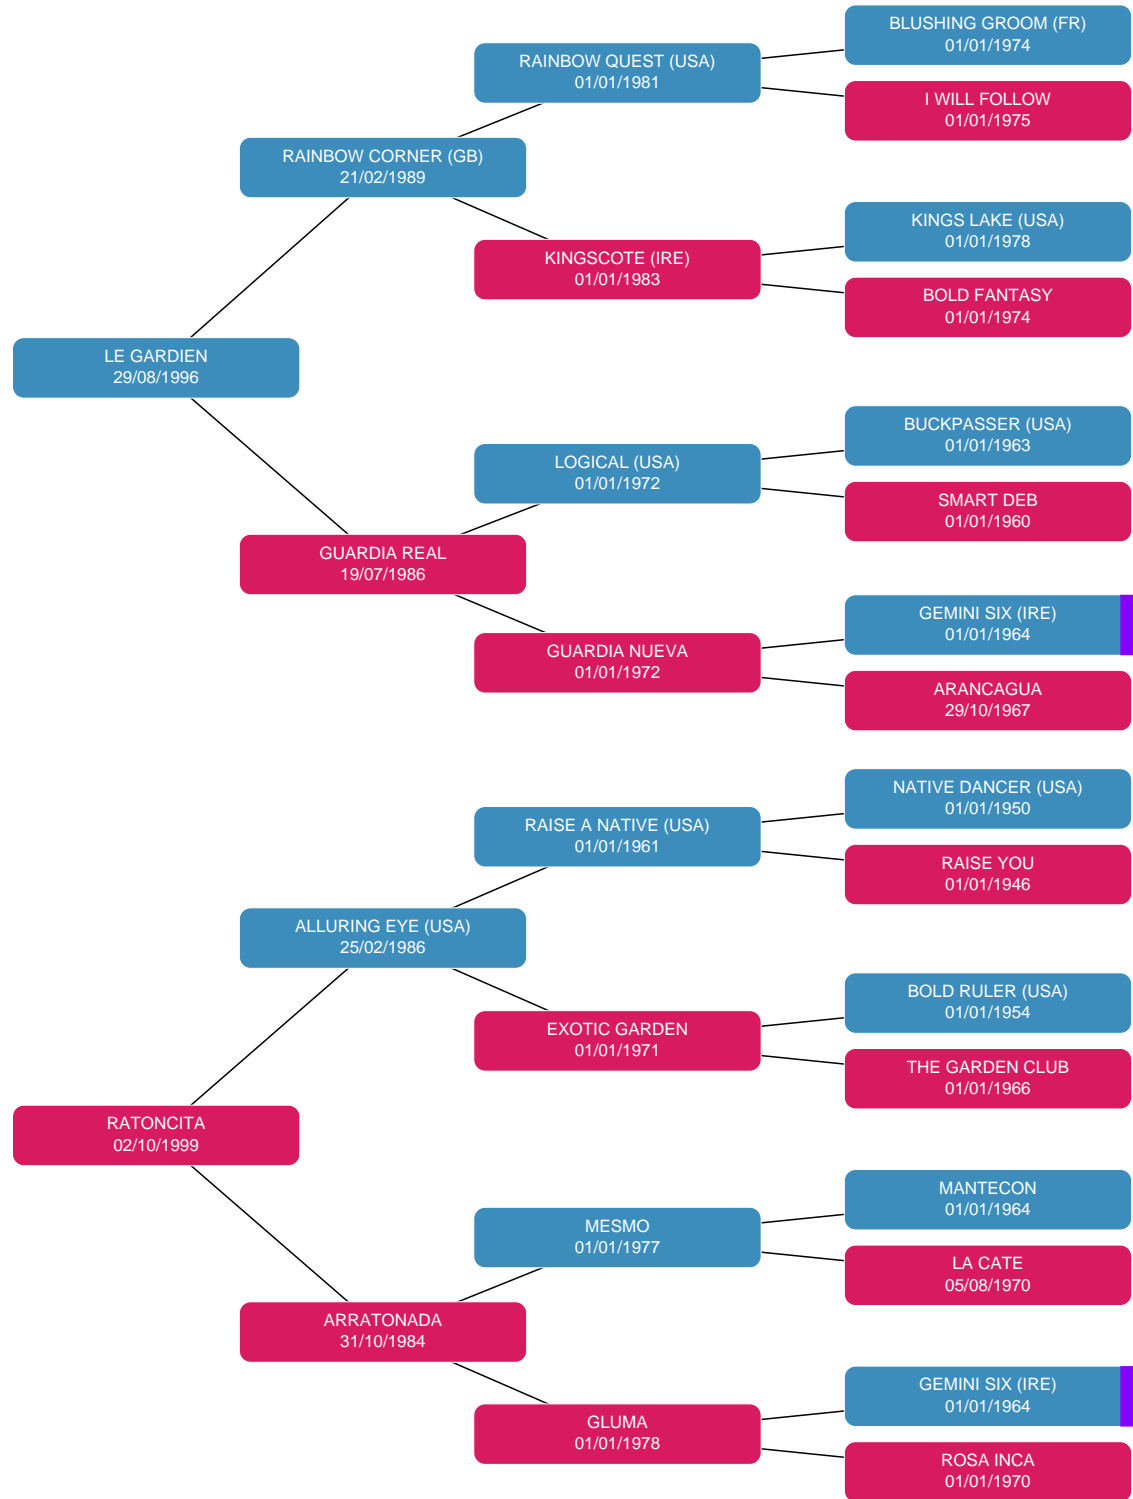 BLUSHING GROOM (FR)
01/01/1974
RAINBOW QUEST (USA)
01/01/1981
I WILL FOLLOW
01/01/1975
RAINBOW CORNER (GB)
21/02/1989
KINGS LAKE (USA)
01/01/1978
KINGSCOTE (IRE)
01/01/1983
BOLD FANTASY
01/01/1974
LE GARDIEN
29/08/1996
BUCKPASSER (USA)
01/01/1963
LOGICAL (USA)
01/01/1972
SMART DEB
01/01/1960
GUARDIA REAL
19/07/1986
GEMINI SIX (IRE)
01/01/1964
GUARDIA NUEVA
01/01/1972
ARANCAGUA
29/10/1967
NATIVE DANCER (USA)
01/01/1950
RAISE A NATIVE (USA)
01/01/1961
RAISE YOU
01/01/1946
ALLURING EYE (USA)
25/02/1986
BOLD RULER (USA)
01/01/1954
EXOTIC GARDEN
01/01/1971
THE GARDEN CLUB
01/01/1966
RATONCITA
02/10/1999
MANTECON
01/01/1964
MESMO
01/01/1977
LA CATE
05/08/1970
ARRATONADA
31/10/1984
GEMINI SIX (IRE)
01/01/1964
GLUMA
01/01/1978
ROSA INCA
01/01/1970